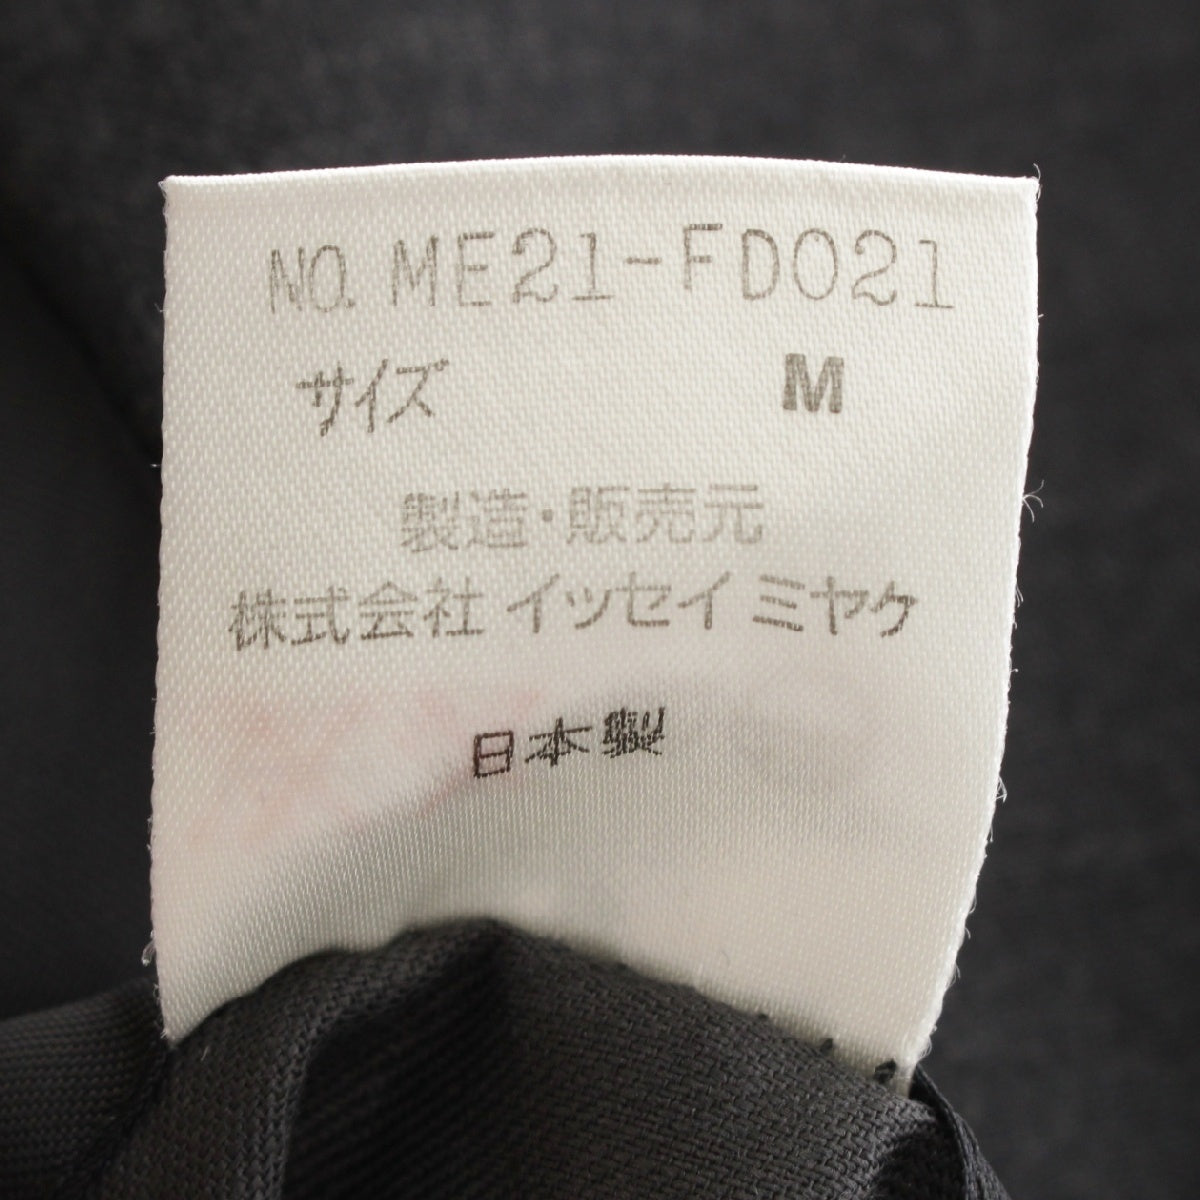 NO. ME21-FD021
サイズ M
製造・販売元
株式会社 イッセイ ミヤケ
日本製